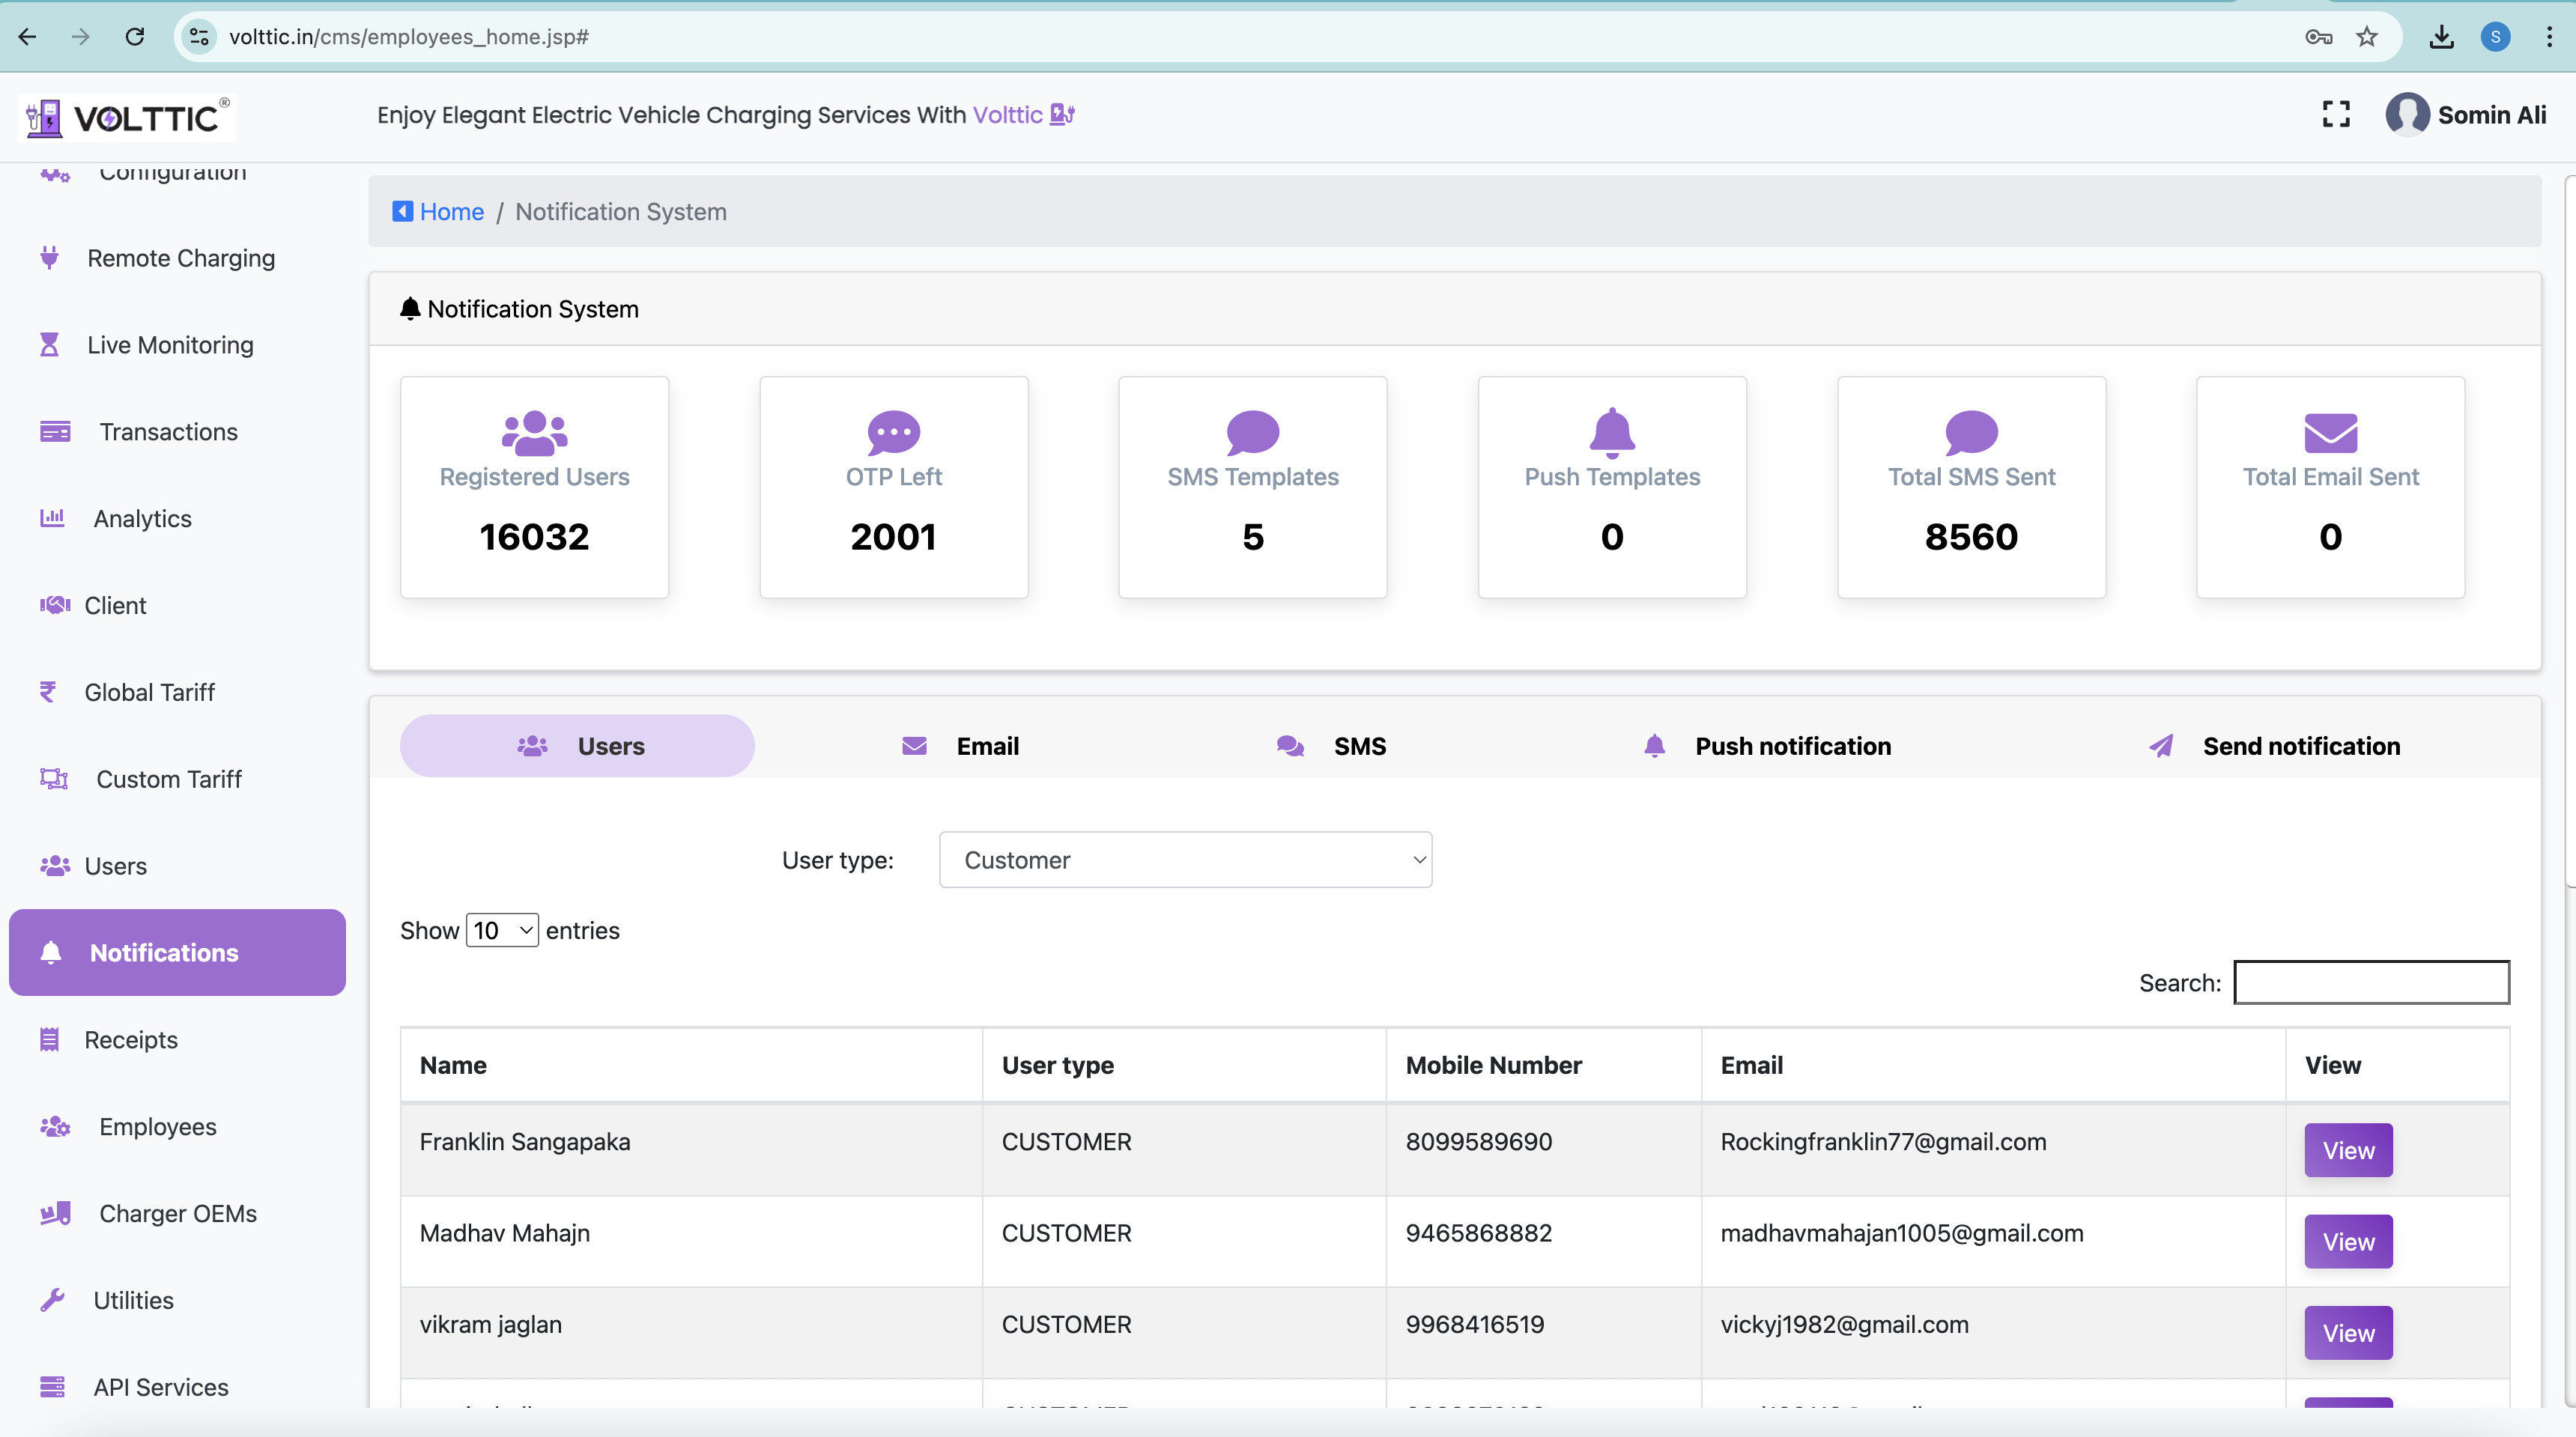 volttic.in/cms/employees_home.jsp#
S
VOLTTIC®
Enjoy Elegant Electric Vehicle Charging Services With Volttic
Somin Ali
Configuration
Remote Charging
Live Monitoring
Transactions
Analytics
Client
Global Tariff
Custom Tariff
Users
Notifications
Receipts
Employees
Charger OEMs
Utilities
API Services
Home / Notification System
Notification System
Registered Users
16032
OTP Left
2001
SMS Templates
5
Push Templates
0
Total SMS Sent
8560
Total Email Sent
0
Users Email SMS Push notification Send notification
User type: Customer
Show 10 entries
Search:
Name User type Mobile Number Email View
Franklin Sangapaka CUSTOMER 8099589690 Rockingfranklin77@gmail.com View
Madhav Mahajn CUSTOMER 9465868882 madhavmahajan1005@gmail.com View
vikram jaglan CUSTOMER 9968416519 vickyj1982@gmail.com View